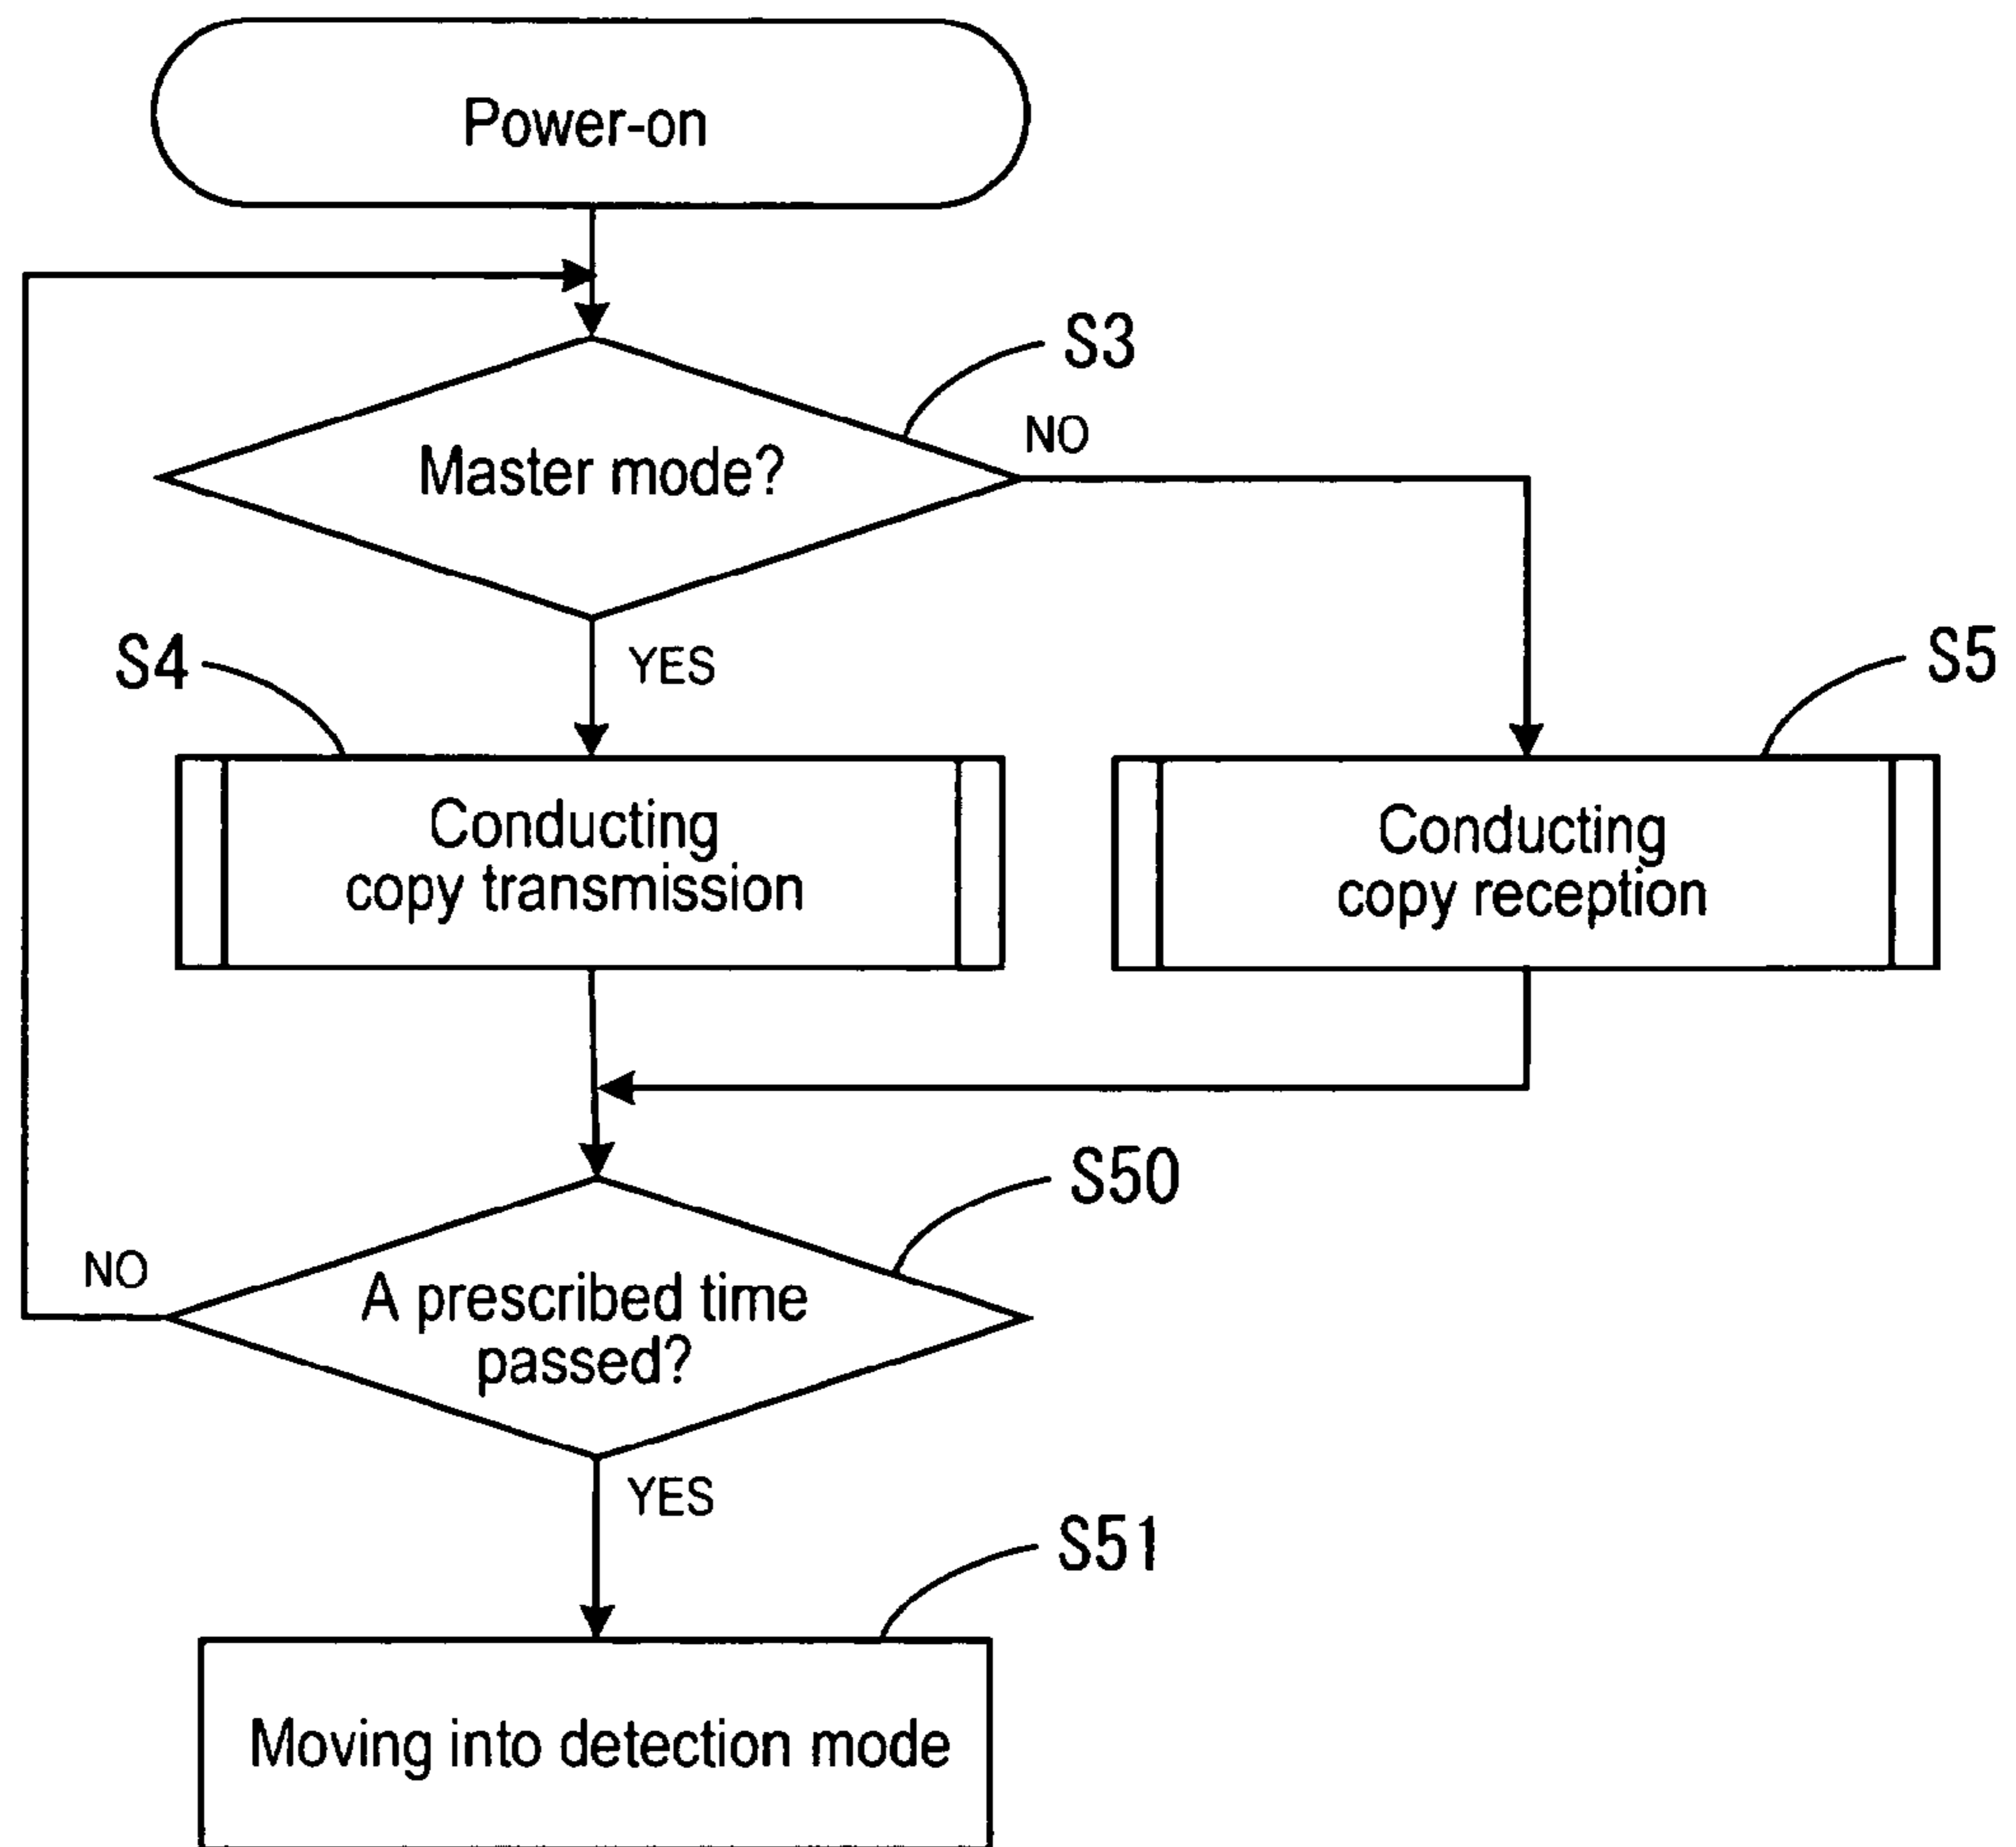 Power-on
S3
NO
Master mode?
S4
YES
S5
Conducting
copy transmission
Conducting
copy reception
S50
NO
A prescribed time
passed?
YES
S51
Moving into detection mode